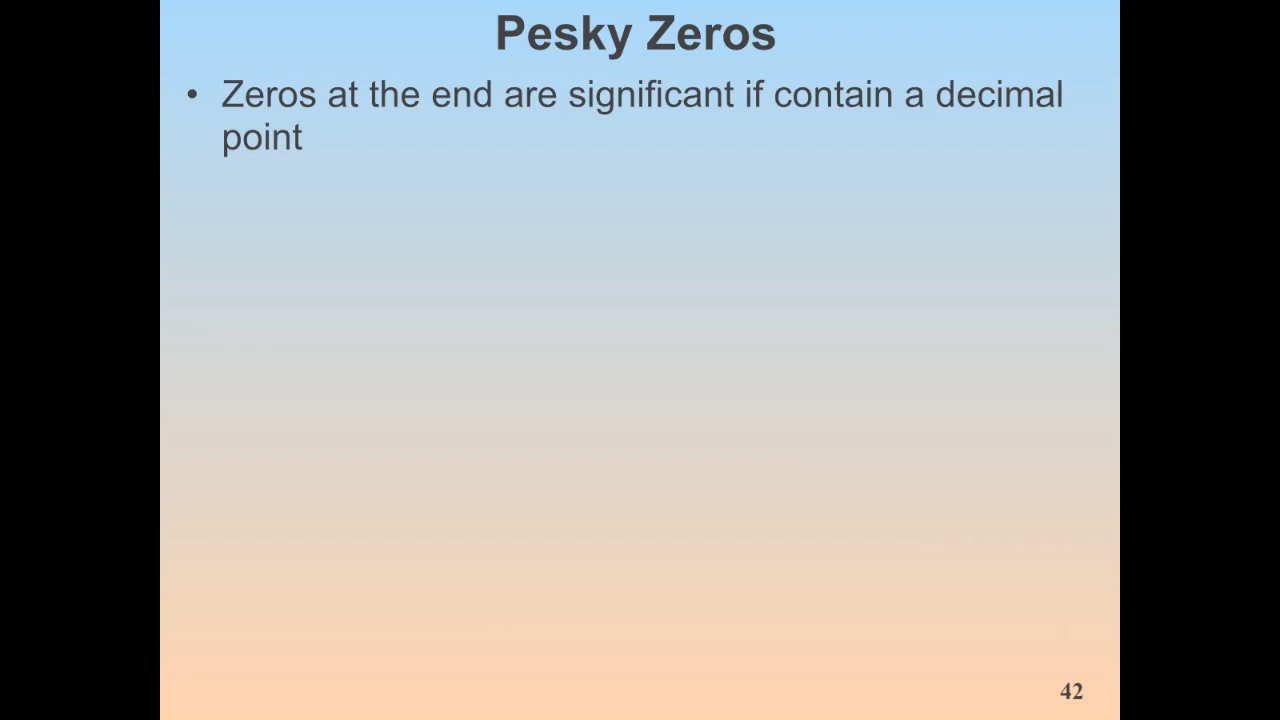 Pesky Zeros
• Zeros at the end are significant if contain a decimal
point
42